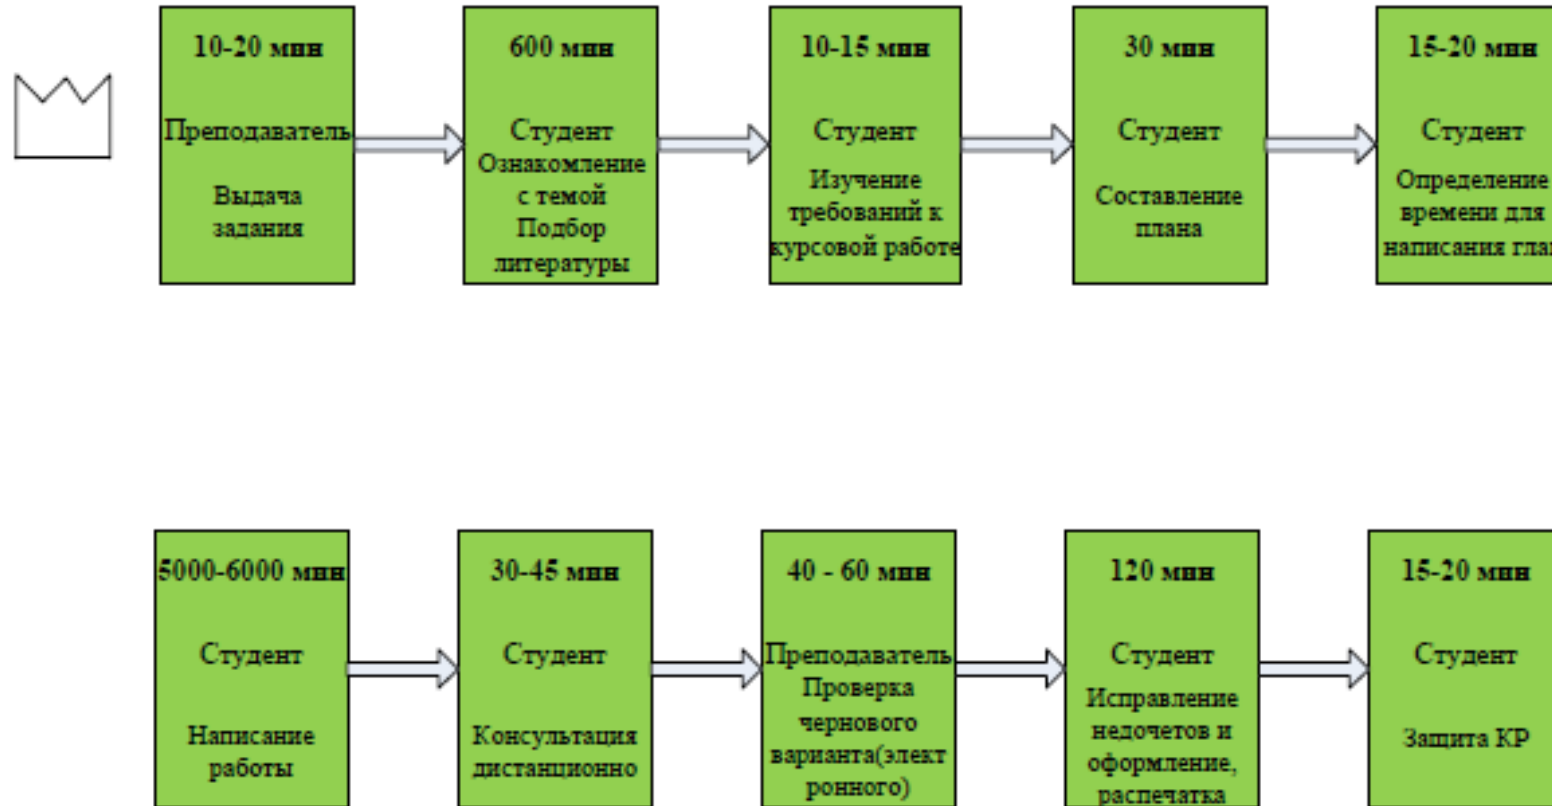 10-20 мин
Преподаватель
Выдача
задания
600 мин
Студент
Ознакомление
с темой
Подбор
литературы
10-15 мин
Студент
Изучение
требований к
курсовой работе
30 мин
Студент
Составление
плана
15-20 мин
Студент
Определение
времени для
написания глав
5000-6000 мин
Студент
Написание
работы
30-45 мин
Студент
Консультация
дистанционно
40 - 60 мин
Преподаватель
Проверка
чернового
варианта(элект
ронного)
120 мин
Студент
Исправление
недочетов и
оформление,
распечатка
15-20 мин
Студент
Защита КР